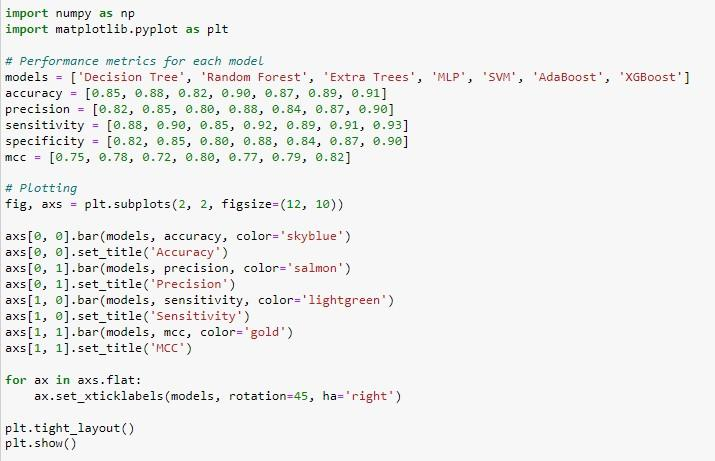 import numpy as np
import matplotlib.pyplot as plt

# Performance metrics for each model
models = ['Decision Tree', 'Random Forest', 'Extra Trees', 'MLP', 'SVM', 'AdaBoost', 'XGBoost']
accuracy = [0.85, 0.88, 0.82, 0.90, 0.87, 0.89, 0.91]
precision = [0.82, 0.85, 0.80, 0.88, 0.84, 0.87, 0.90]
sensitivity = [0.88, 0.90, 0.85, 0.92, 0.89, 0.91, 0.93]
specificity = [0.82, 0.85, 0.80, 0.88, 0.84, 0.87, 0.90]
mcc = [0.75, 0.78, 0.72, 0.80, 0.77, 0.79, 0.82]

# Plotting
fig, axs = plt.subplots(2, 2, figsize=(12, 10))

axs[0, 0].bar(models, accuracy, color='skyblue')
axs[0, 0].set_title('Accuracy')
axs[0, 1].bar(models, precision, color='salmon')
axs[0, 1].set_title('Precision')
axs[1, 0].bar(models, sensitivity, color='lightgreen')
axs[1, 0].set_title('Sensitivity')
axs[1, 1].bar(models, mcc, color='gold')
axs[1, 1].set_title('MCC')

for ax in axs.flat:
    ax.set_xticklabels(models, rotation=45, ha='right')

plt.tight_layout()
plt.show()